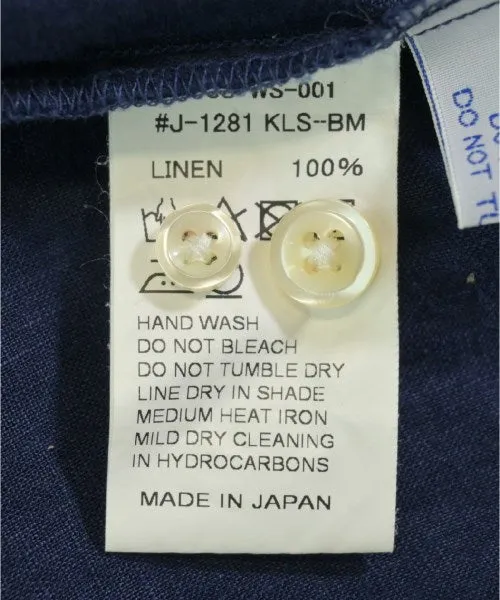 WS-001
#J-1281 KLS-BM
LINEN 100%
HAND WASH
DO NOT BLEACH
DO NOT TUMBLE DRY
LINE DRY IN SHADE
MEDIUM HEAT IRON
MILD DRY CLEANING
IN HYDROCARBONS
MADE IN JAPAN
DO NOT